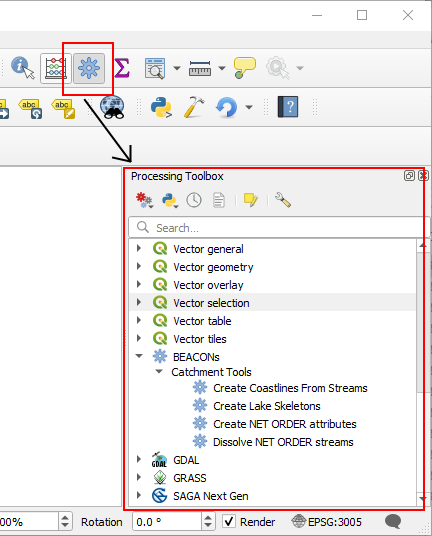 abc
abc
abc
?
Processing Toolbox
Search...
Vector general
Vector geometry
Vector overlay
Vector selection
Vector table
Vector tiles
BEACONs
Catchment Tools
Create Coastlines From Streams
Create Lake Skeletons
Create NET ORDER attributes
Dissolve NET ORDER streams
GDAL
GRASS
SAGA Next Gen
00% Rotation 0.0 ° Render EPSG:3005